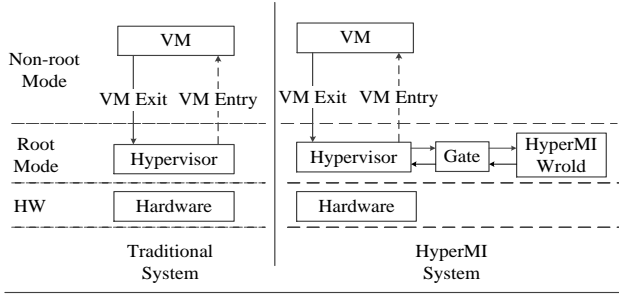 Non-root
Mode
VM
VM Exit VM Entry
Root
Mode
Hypervisor
HW
Hardware
Traditional
System
VM
VM Exit VM Entry
Hypervisor
Gate
HyperMI
Wrold
Hardware
HyperMI
System